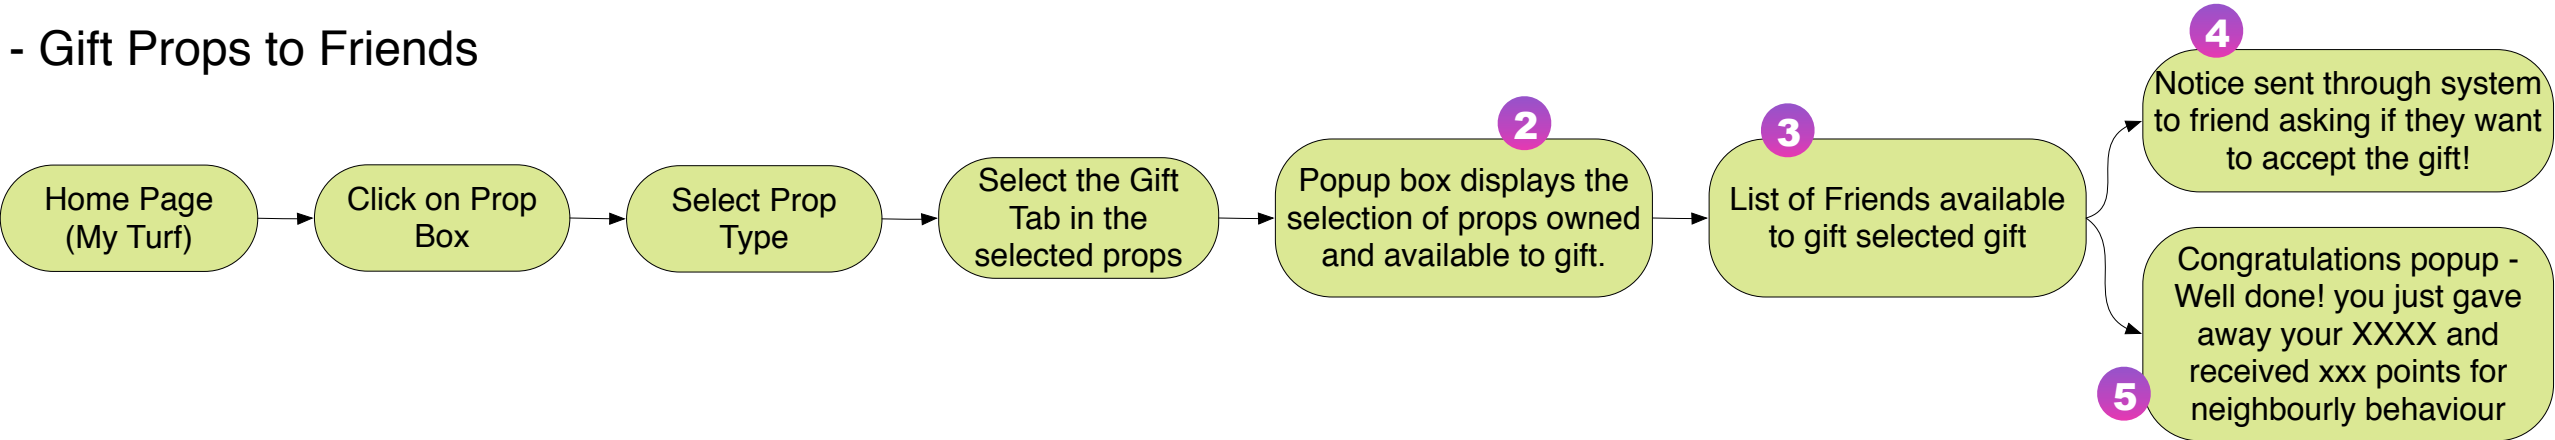 - Gift Props to Friends
Home Page
(My Turf)
Click on Prop
Box
Select Prop
Type
Select the Gift
Tab in the
selected props
2
Popup box displays the
selection of props owned
and available to gift.
3
List of Friends available
to gift selected gift
4
Notice sent through system
to friend asking if they want
to accept the gift!
5
Congratulations popup -
Well done! you just gave
away your XXXX and
received xxx points for
neighbourly behaviour